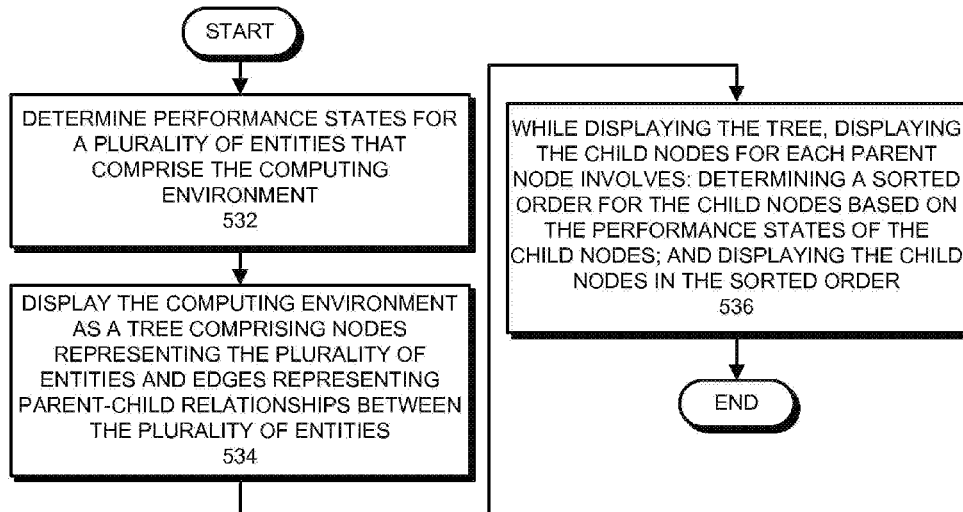 START
DETERMINE PERFORMANCE STATES FOR
A PLURALITY OF ENTITIES THAT
COMPRISE THE COMPUTING
ENVIRONMENT
532
DISPLAY THE COMPUTING ENVIRONMENT
AS A TREE COMPRISING NODES
REPRESENTING THE PLURALITY OF
ENTITIES AND EDGES REPRESENTING
PARENT-CHILD RELATIONSHIPS BETWEEN
THE PLURALITY OF ENTITIES
534
WHILE DISPLAYING THE TREE, DISPLAYING
THE CHILD NODES FOR EACH PARENT
NODE INVOLVES: DETERMINING A SORTED
ORDER FOR THE CHILD NODES BASED ON
THE PERFORMANCE STATES OF THE
CHILD NODES; AND DISPLAYING THE CHILD
NODES IN THE SORTED ORDER
536
END